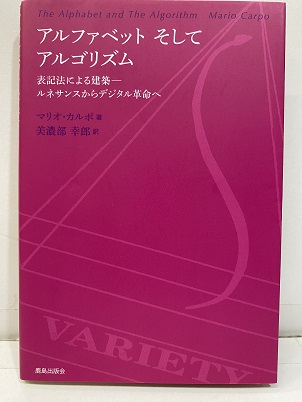 The Alphabet and The Algorithm Mario Carpo
アルファベット そして
アルゴリズム
表記法による建築―
ルネサンスからデジタル革命へ
マリオ・カルポ 著
美濃部 幸郎 訳
VARIETY
鹿島出版会